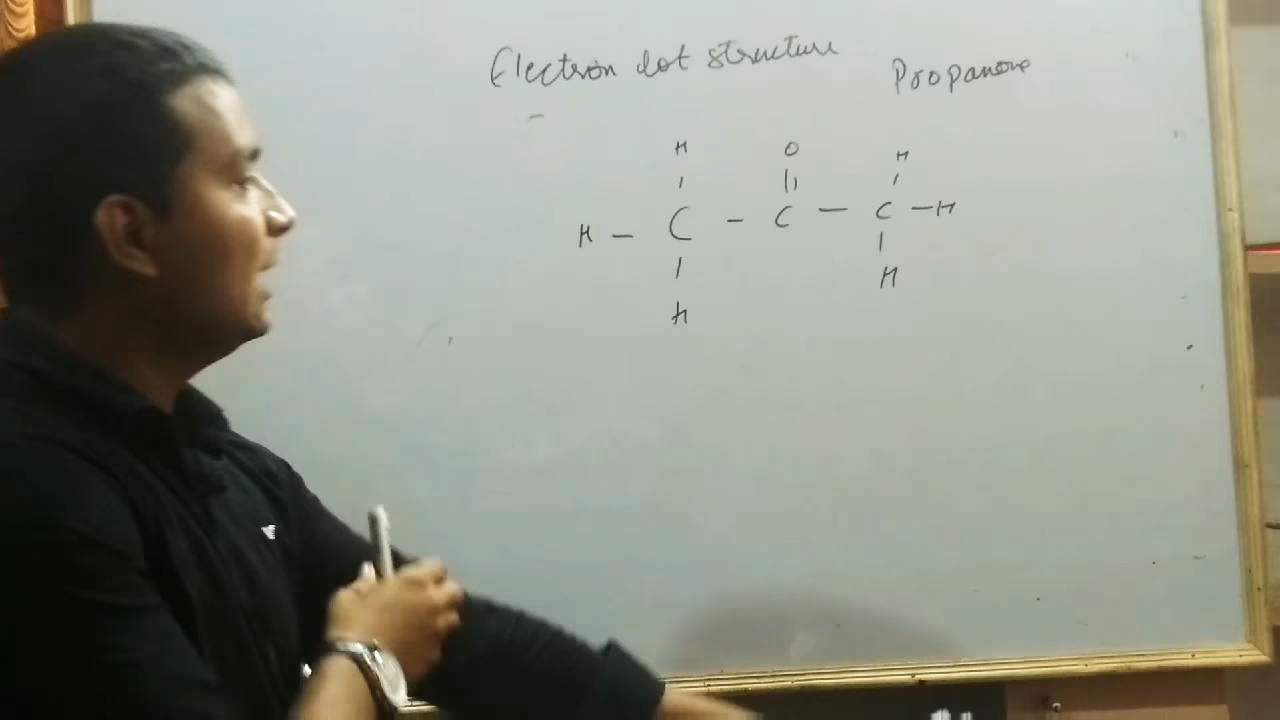 Electron dot structure
Propanone
H O H
H - C - C - C - H
H H